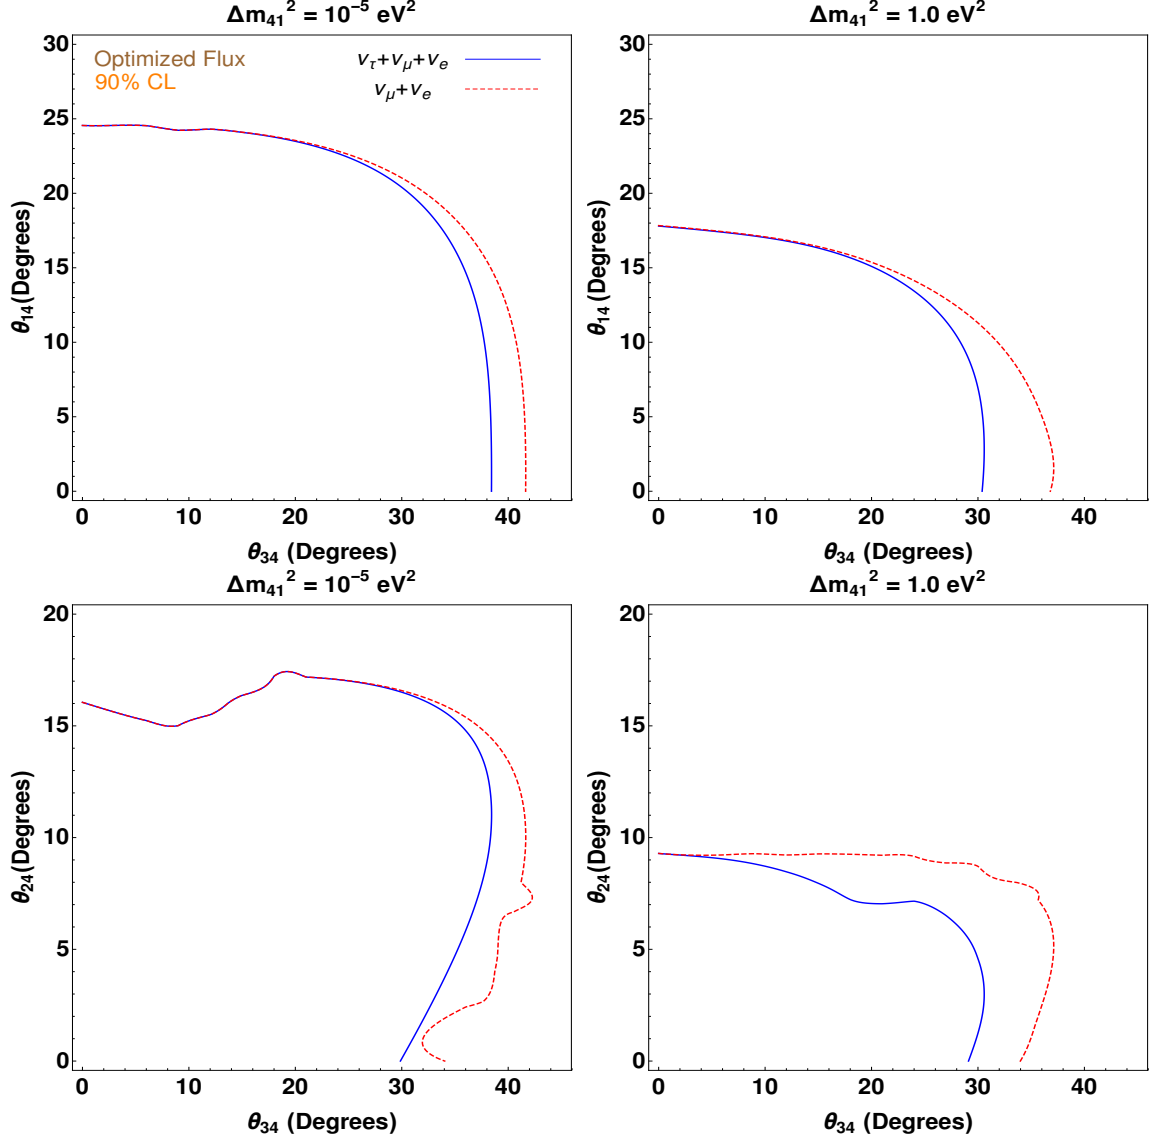 Δm₄₁² = 10⁻⁵ eV²
Optimized Flux
90% CL
ντ+νμ+νe
νμ+νe
30
25
20
15
10
5
0
θ₁₄(Degrees)
0 10 20 30 40
θ₃₄ (Degrees)
Δm₄₁² = 1.0 eV²
30
25
20
15
10
5
0
θ₁₄(Degrees)
0 10 20 30 40
θ₃₄ (Degrees)
Δm₄₁² = 10⁻⁵ eV²
20
15
10
5
0
θ₂₄(Degrees)
0 10 20 30 40
θ₃₄ (Degrees)
Δm₄₁² = 1.0 eV²
20
15
10
5
0
θ₂₄(Degrees)
0 10 20 30 40
θ₃₄ (Degrees)